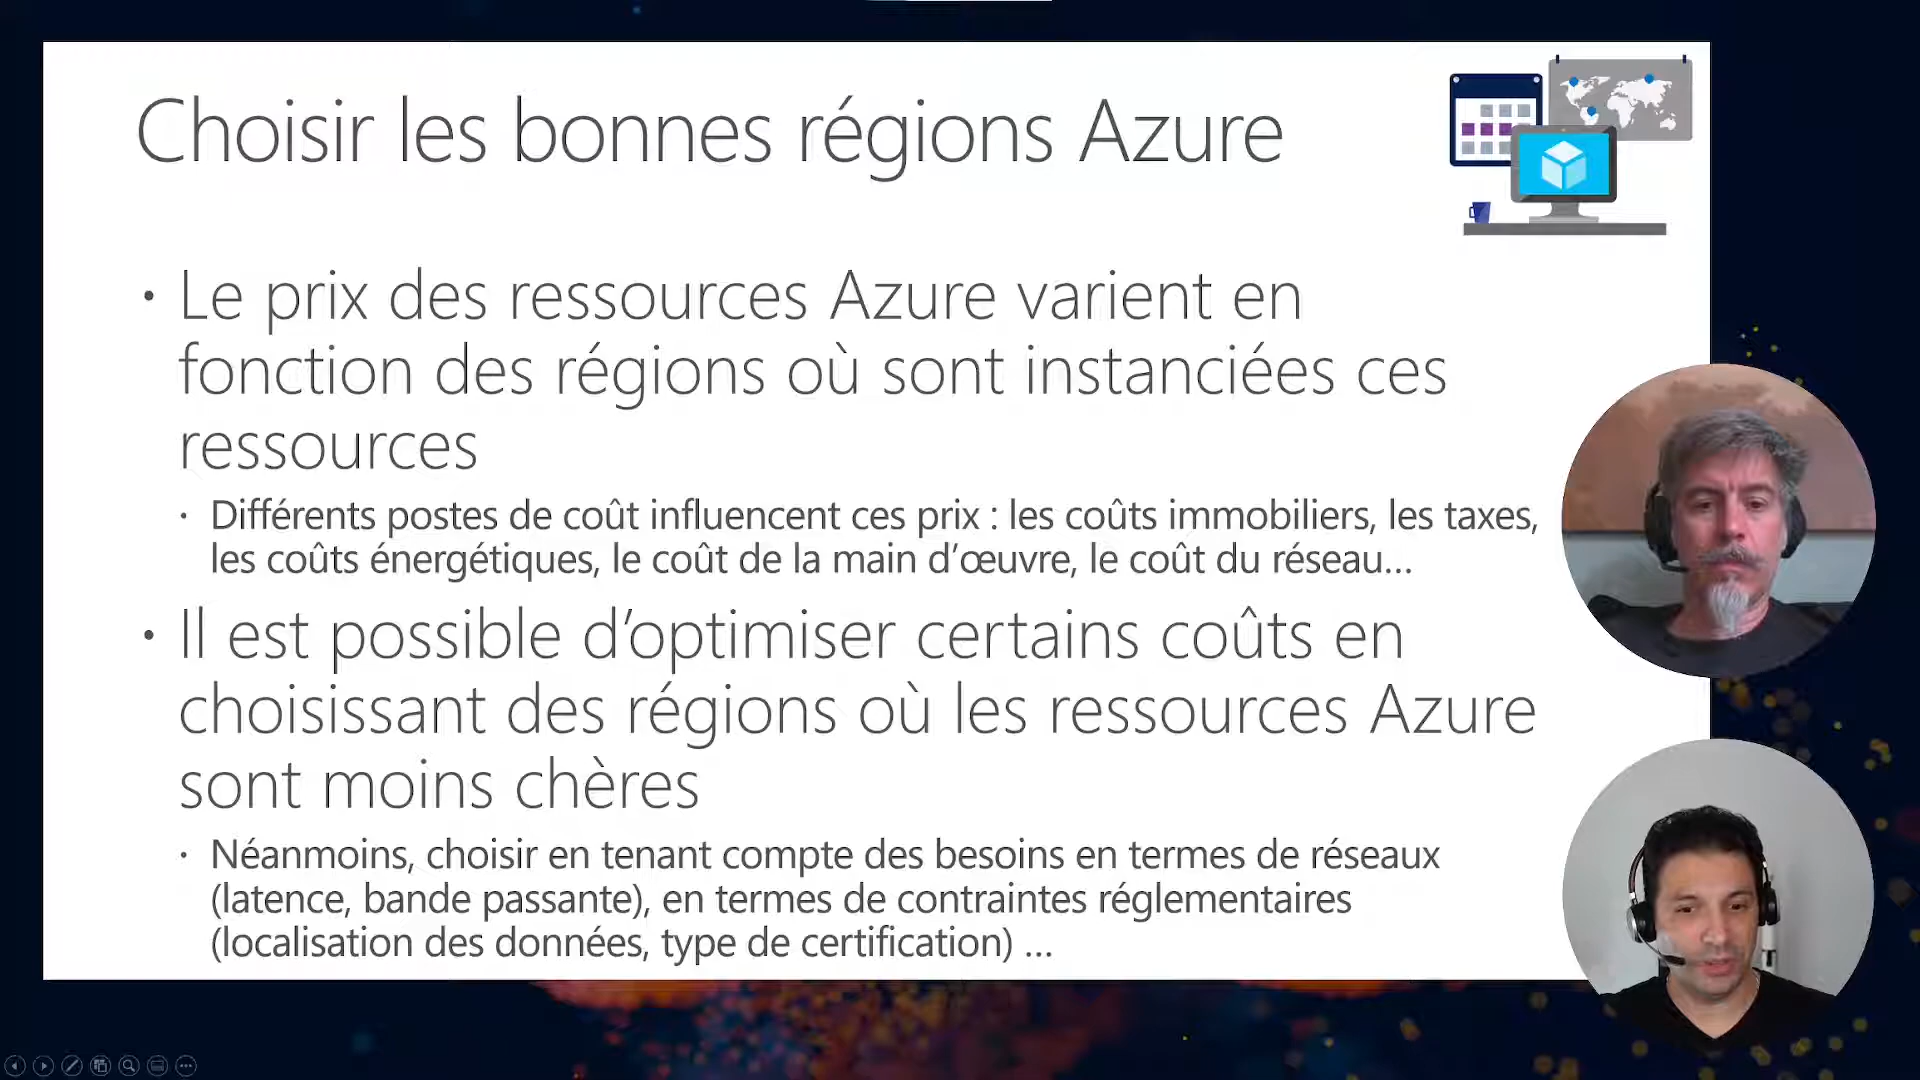 Choisir les bonnes régions Azure
• Le prix des ressources Azure varient en
fonction des régions où sont instanciées ces
ressources
• Différents postes de coût influencent ces prix : les coûts immobiliers, les taxes,
les coûts énergétiques, le coût de la main d’œuvre, le coût du réseau…
• Il est possible d’optimiser certains coûts en
choisissant des régions où les ressources Azure
sont moins chères
• Néanmoins, choisir en tenant compte des besoins en termes de réseaux
(latence, bande passante), en termes de contraintes réglementaires
(localisation des données, type de certification) …